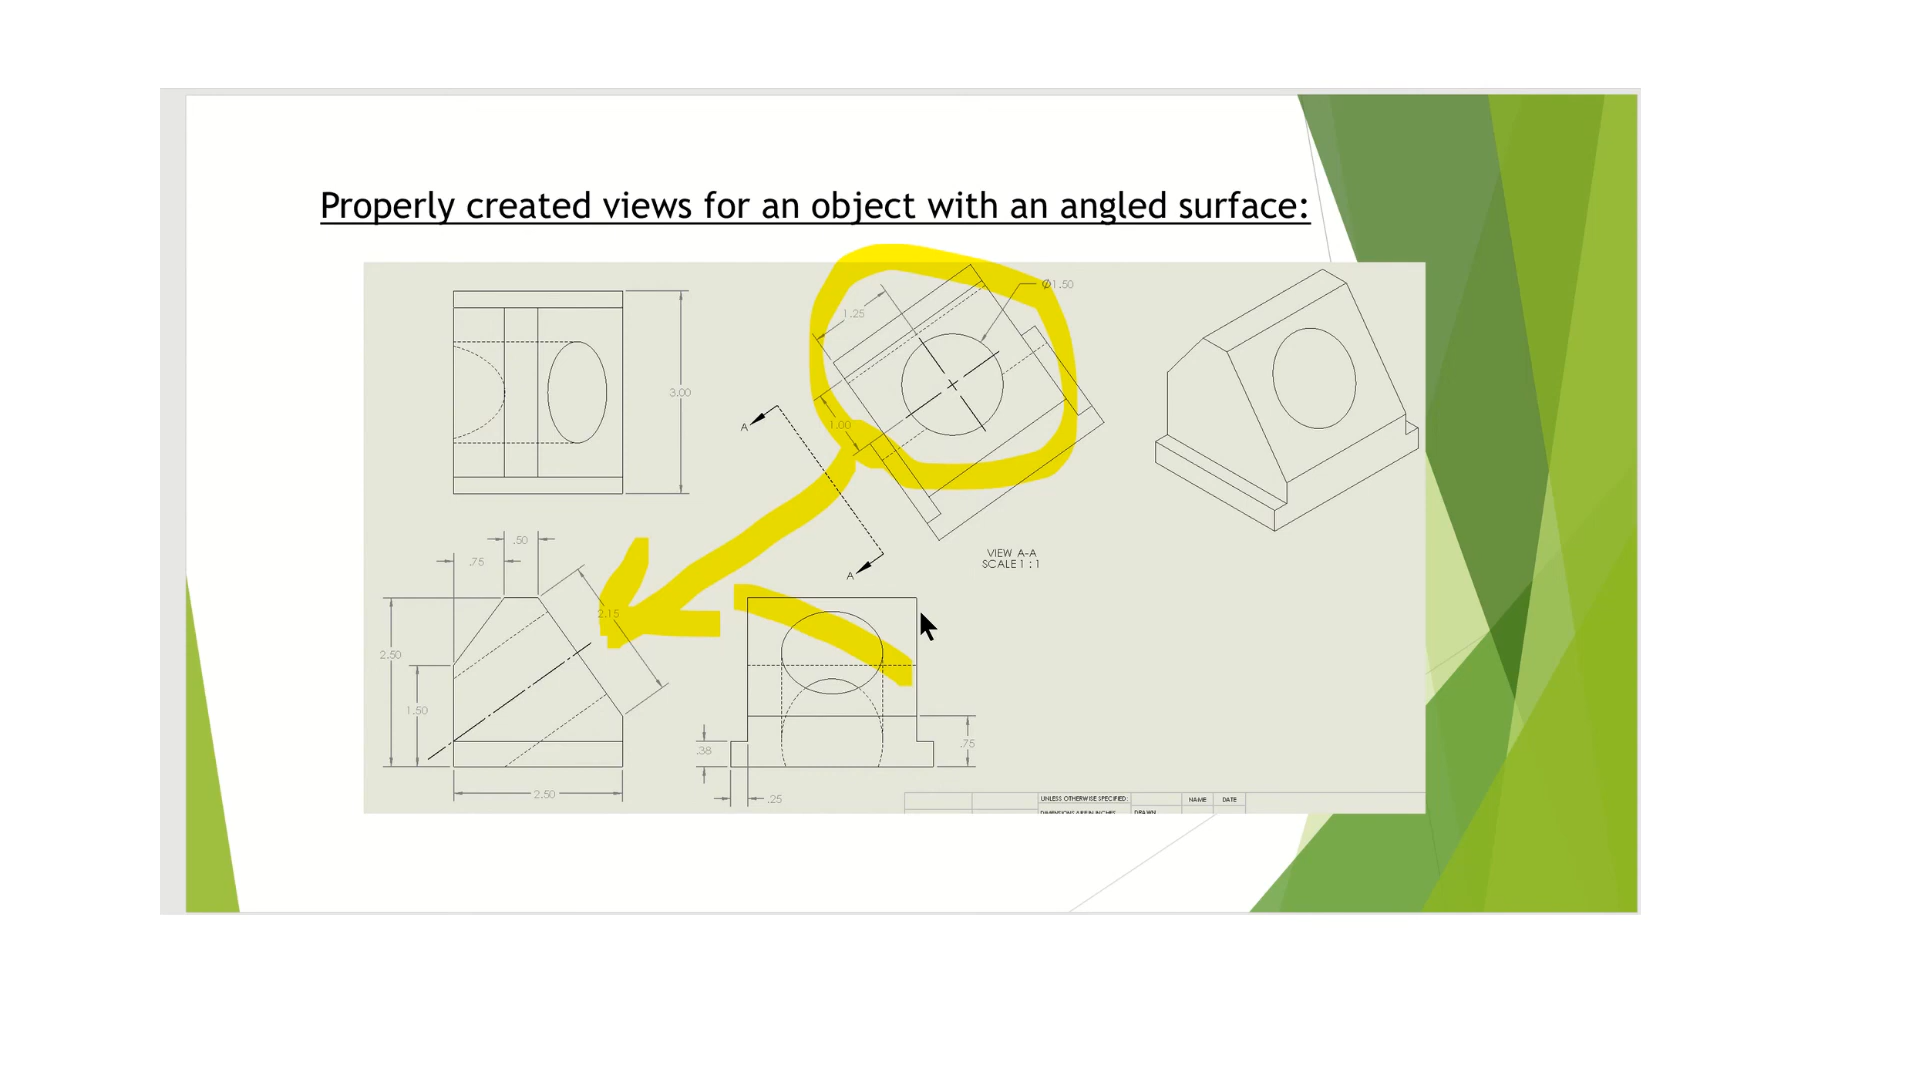 Properly created views for an object with an angled surface:
Ø1.50
1.25
3.00
1.00
A
A
VIEW A-A
SCALE 1 : 1
.50
.75
2.15
2.50
1.50
.38
.75
2.50
.25
UNLESS OTHERWISE SPECIFIED:
NAME
DATE
DIMENSIONS ARE IN INCHES
DRAWN